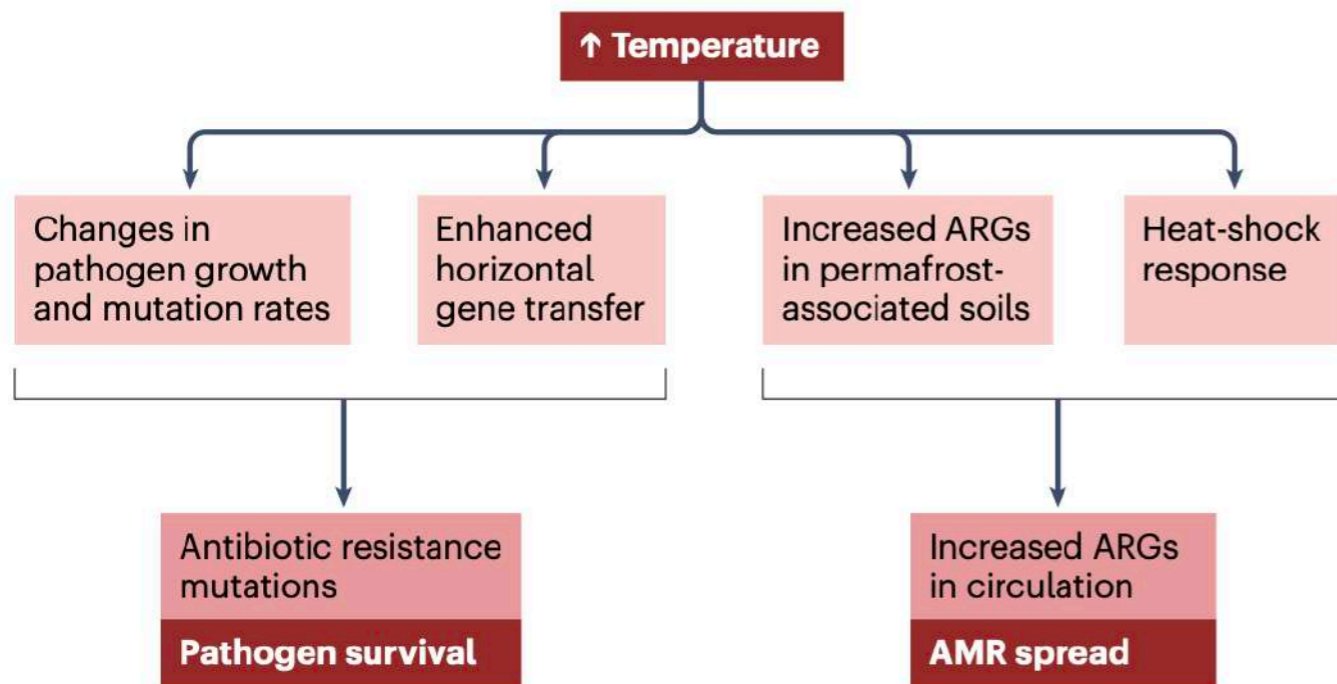 ↑ Temperature
Changes in
pathogen growth
and mutation rates
Enhanced
horizontal
gene transfer
Increased ARGs
in permafrost-
associated soils
Heat-shock
response
Antibiotic resistance
mutations
Pathogen survival
Increased ARGs
in circulation
AMR spread